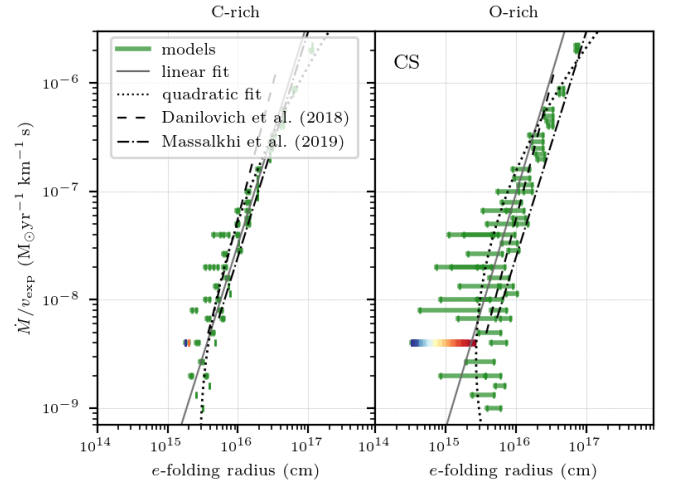 C-rich
O-rich
models
linear fit
quadratic fit
Danilovich et al. (2018)
Massalkhi et al. (2019)
CS
Ṁ/v_exp (M_⊙yr⁻¹ km⁻¹ s)
10⁻⁶
10⁻⁷
10⁻⁸
10⁻⁹
10¹⁴ 10¹⁵ 10¹⁶ 10¹⁷ 10¹⁴ 10¹⁵ 10¹⁶ 10¹⁷
e-folding radius (cm)
e-folding radius (cm)